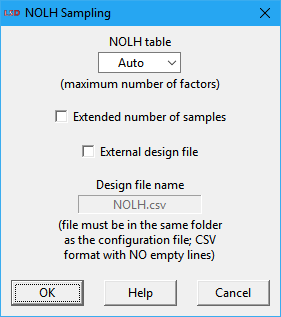 NOLH Sampling
NOLH table
Auto
(maximum number of factors)
Extended number of samples
External design file
Design file name
NOLH.csv
(file must be in the same folder
as the configuration file; CSV
format with NO empty lines)
OK
Help
Cancel